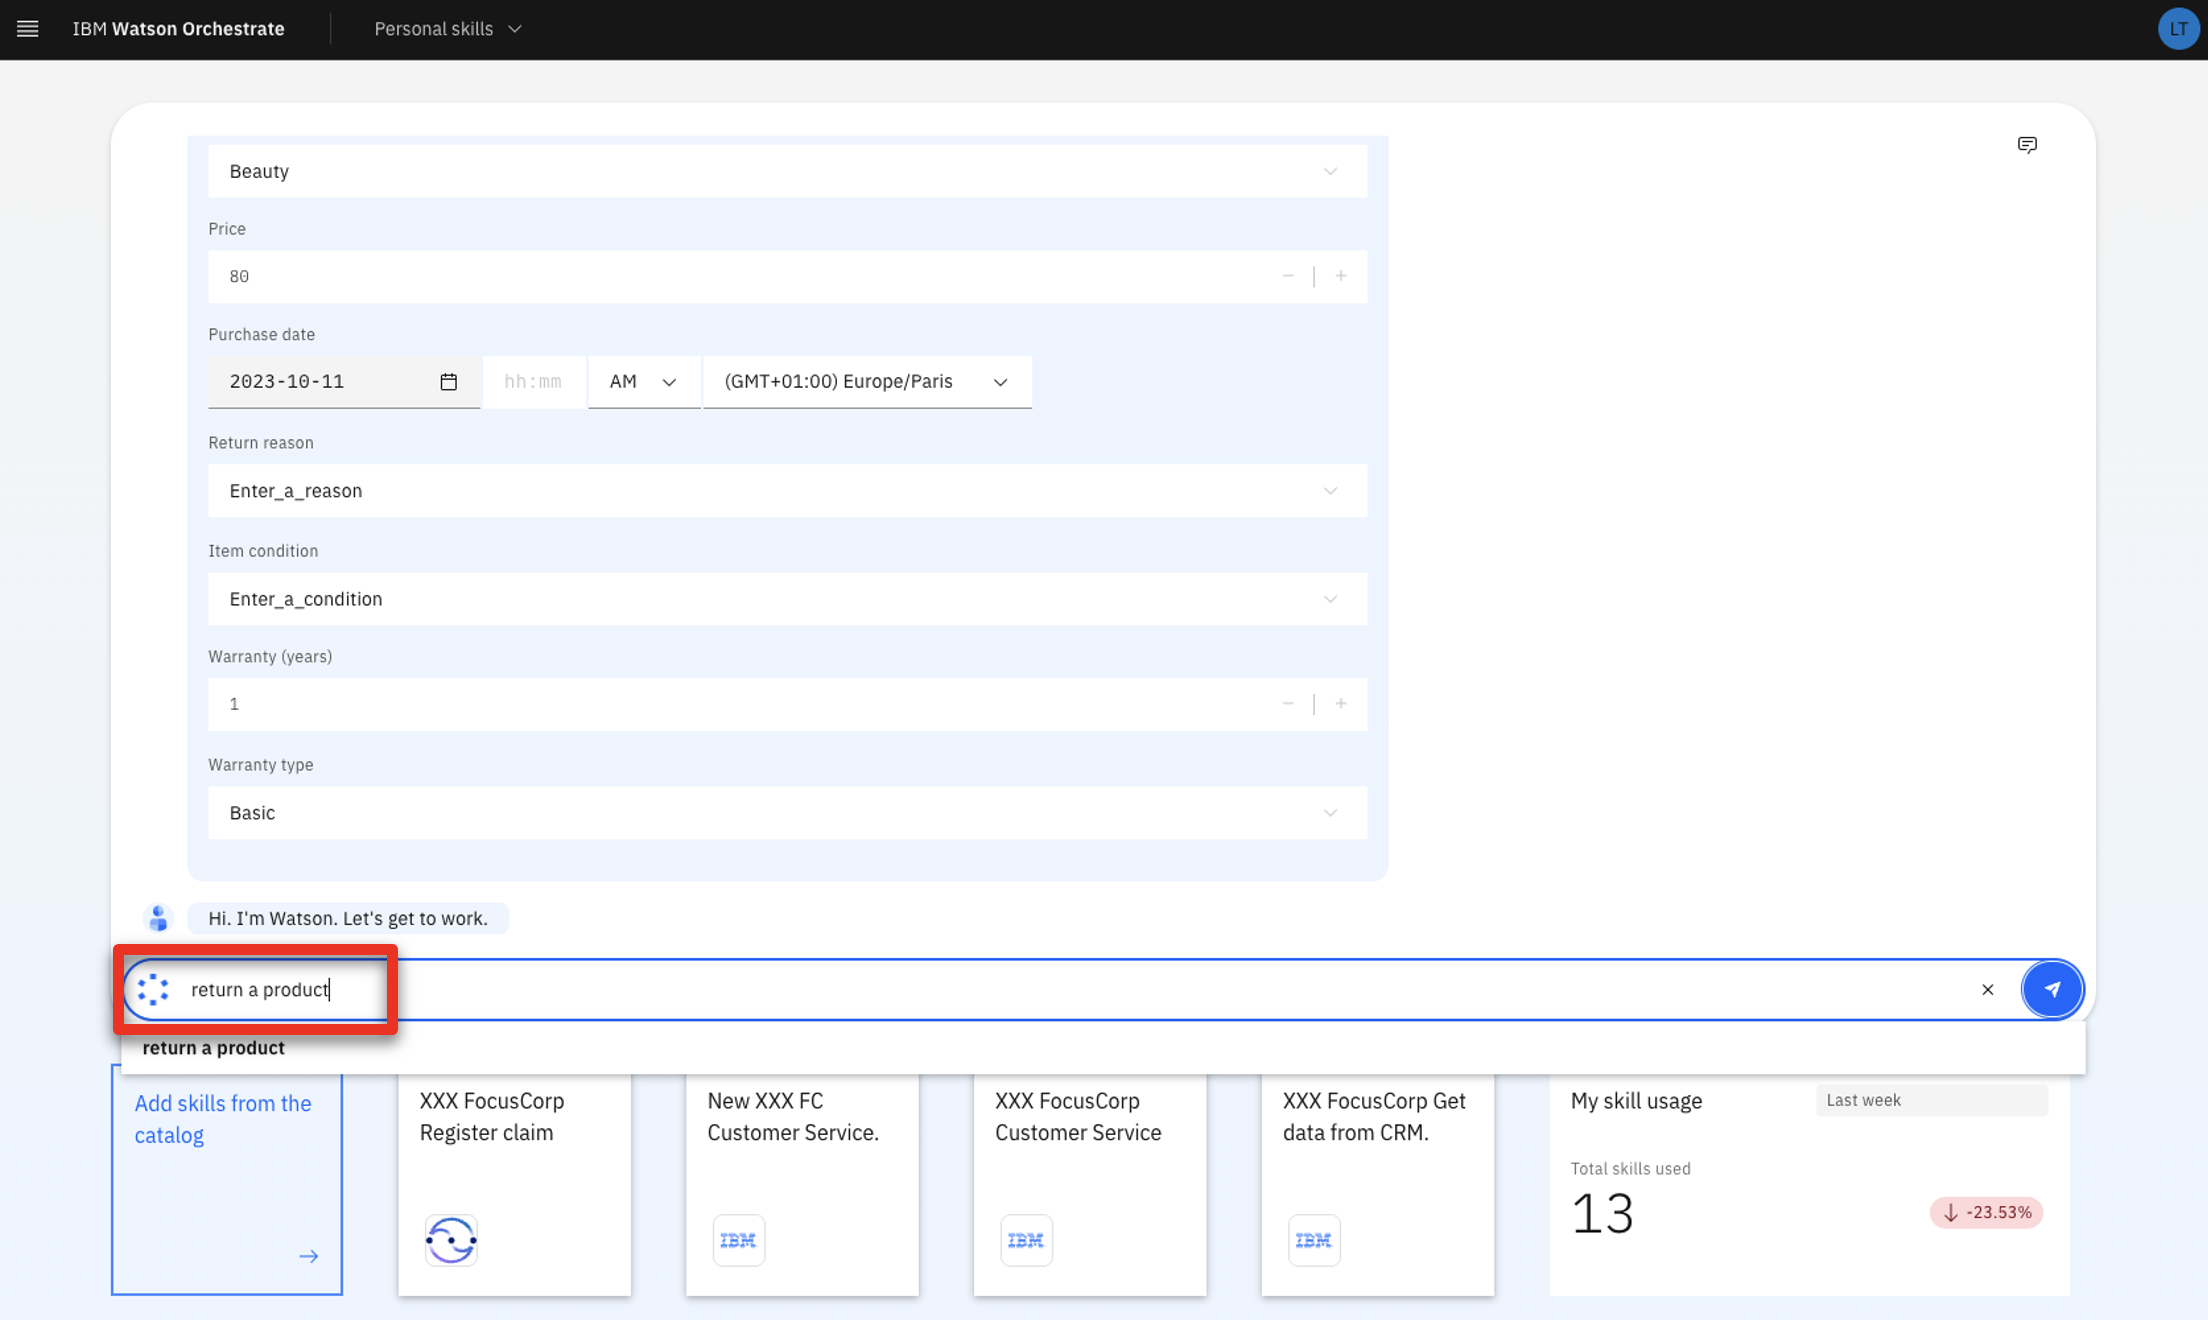 IBM Watson Orchestrate
Personal skills
LT
Beauty
Price
80
Purchase date
2023-10-11
hh:mm
AM
(GMT+01:00) Europe/Paris
Return reason
Enter_a_reason
Item condition
Enter_a_condition
Warranty (years)
1
Warranty type
Basic
Hi. I'm Watson. Let's get to work.
return a product
return a product
Add skills from the
catalog
XXX FocusCorp
Register claim
New XXX FC
Customer Service.
IBM
XXX FocusCorp
Customer Service
IBM
XXX FocusCorp Get
data from CRM.
IBM
My skill usage
Last week
Total skills used
13
-23.53%